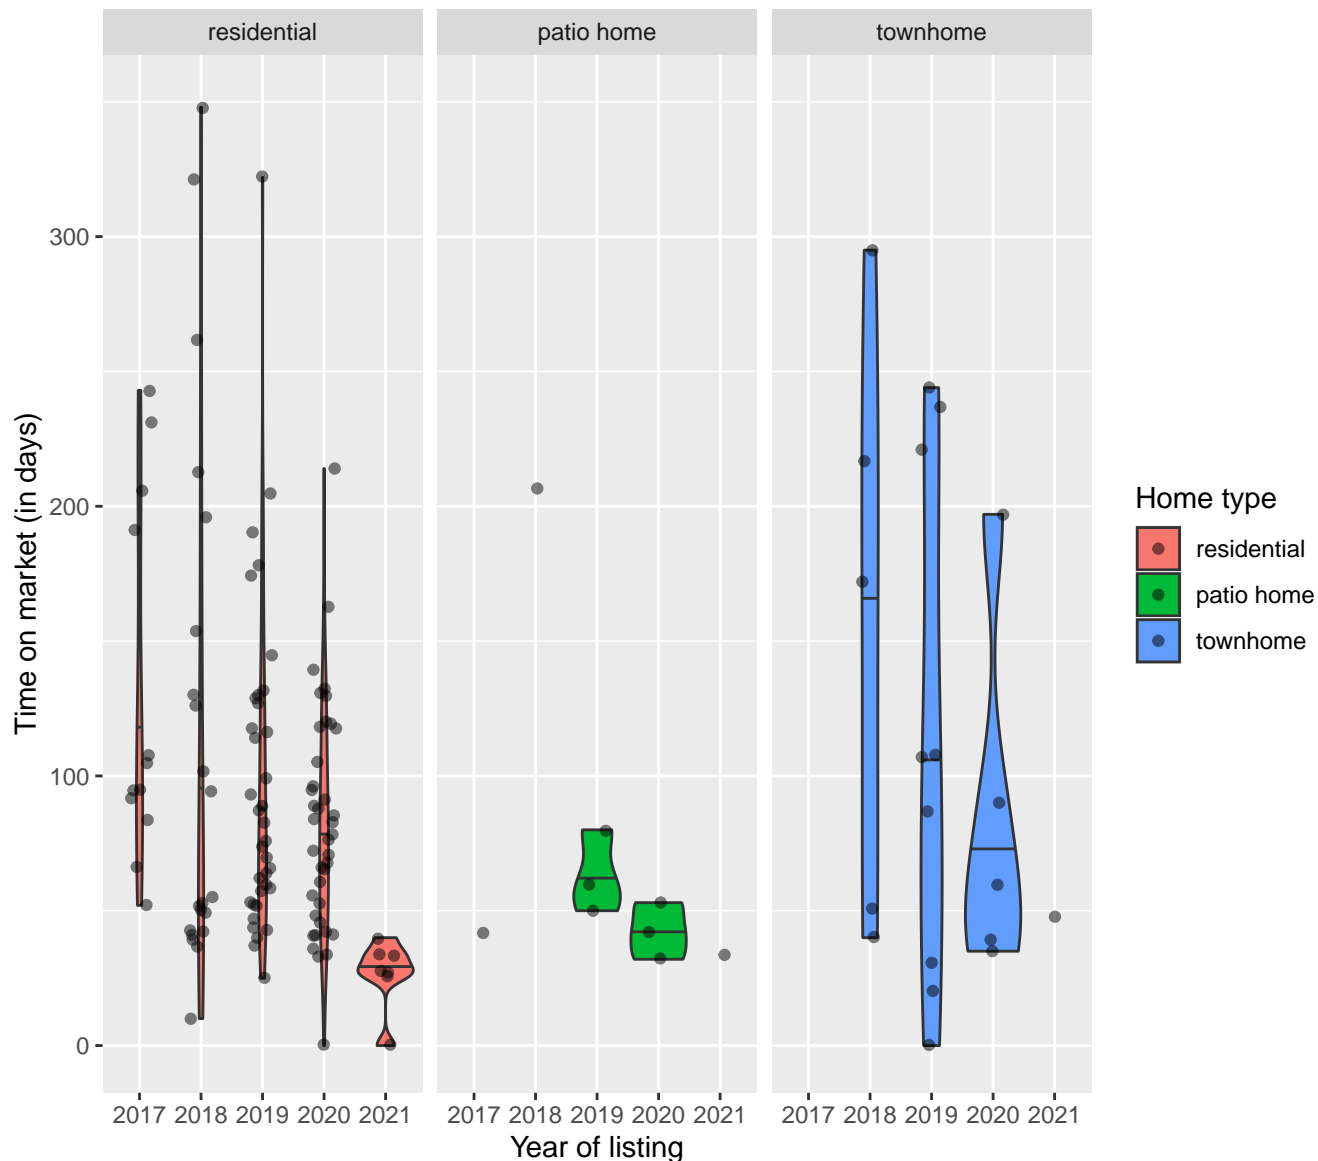 residential patio home townhome
Time on market (in days)
300
200
100
0
2017 2018 2019 2020 2021 2017 2018 2019 2020 2021 2017 2018 2019 2020 2021
Year of listing
Home type
residential
patio home
townhome